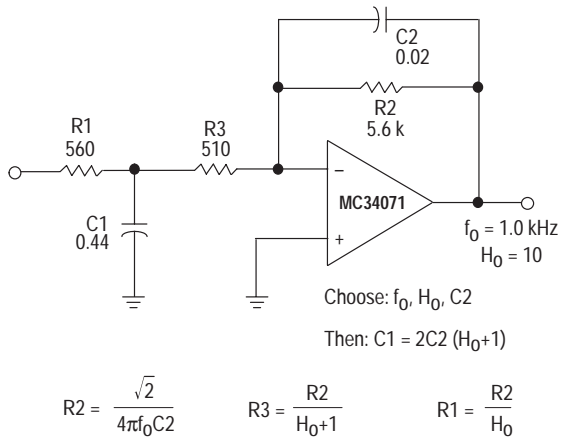 C2
0.02
R2
5.6 k
R1
560
R3
510
C1
0.44
–
MC34071
+
f0 = 1.0 kHz
H0 = 10
Choose: f0, H0, C2
Then: C1 = 2C2 (H0+1)
R2 = √2 / 4πf0C2
R3 = R2 / H0+1
R1 = R2 / H0